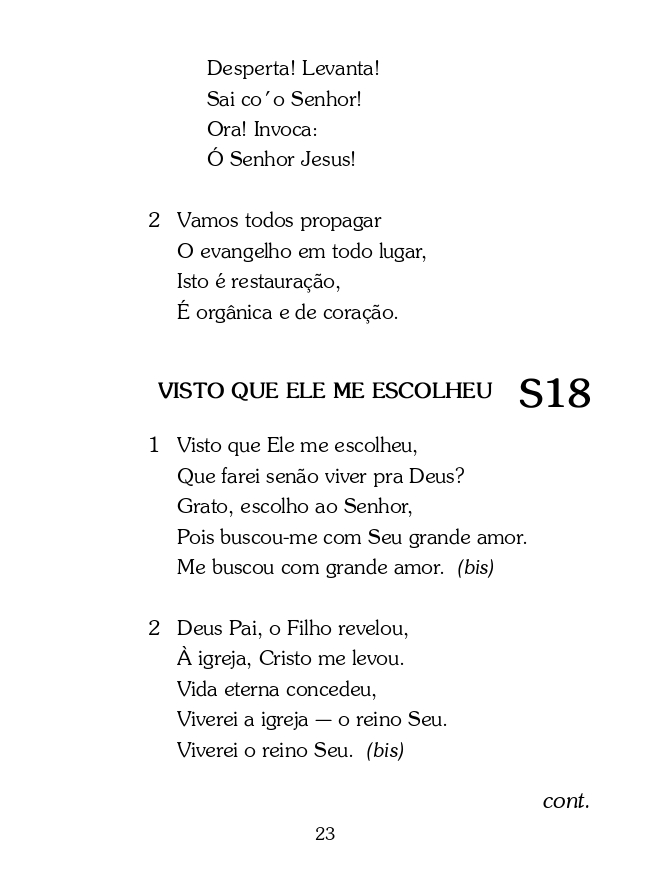 Desperta! Levanta!
Sai co´o Senhor!
Ora! Invoca:
Ó Senhor Jesus!
2 Vamos todos propagar
O evangelho em todo lugar,
Isto é restauração,
É orgânica e de coração.
VISTO QUE ELE ME ESCOLHEU S18
1 Visto que Ele me escolheu,
Que farei senão viver pra Deus?
Grato, escolho ao Senhor,
Pois buscou-me com Seu grande amor.
Me buscou com grande amor. (bis)
2 Deus Pai, o Filho revelou,
À igreja, Cristo me levou.
Vida eterna concedeu,
Viverei a igreja — o reino Seu.
Viverei o reino Seu. (bis)
cont.
23